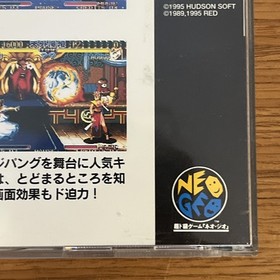 ©1995 HUDSON SOFT
©1989,1995 RED
ジパングを舞台に人気キ
は、とどまるところを知
画面効果もド迫力!
NEO
GEO